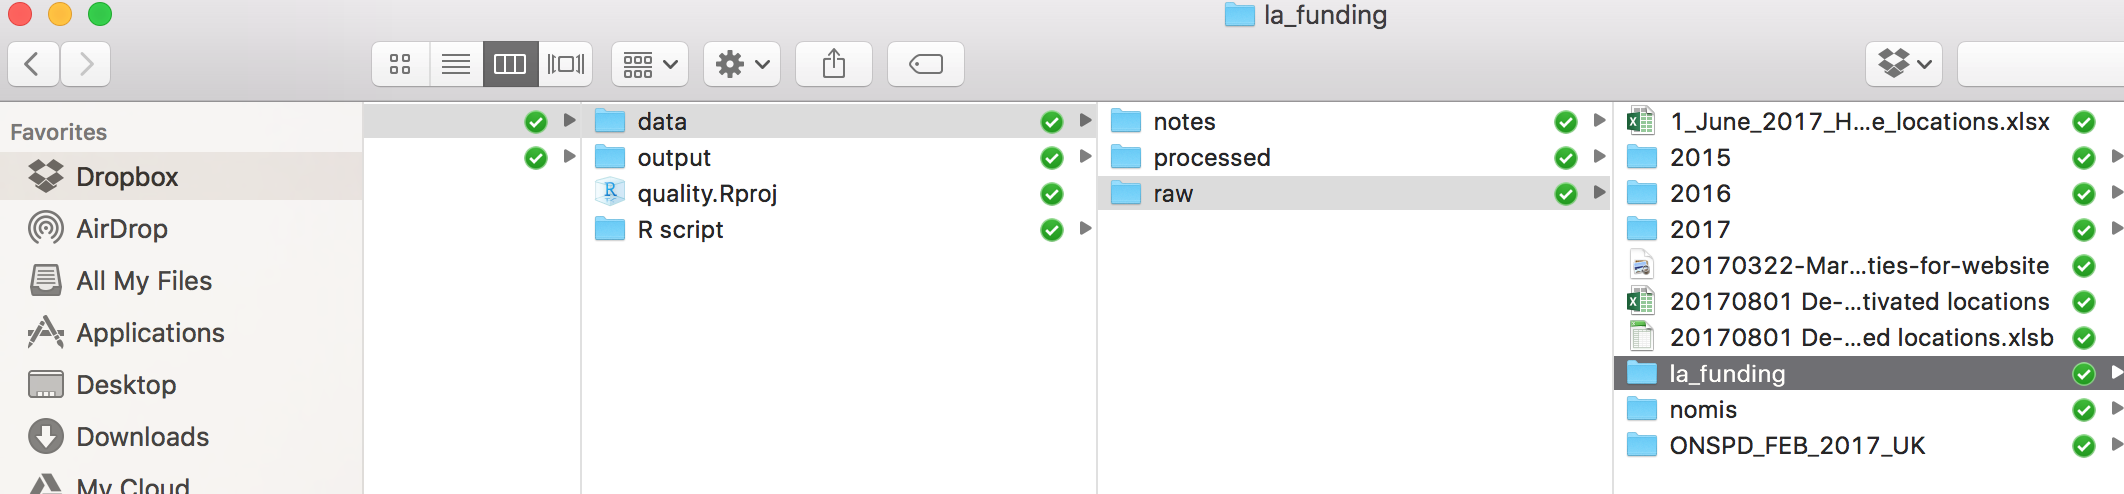 la_funding
Favorites
Dropbox
AirDrop
All My Files
Applications
Desktop
Downloads
My Cloud
data
output
quality.Rproj
R script
notes
processed
raw
1_June_2017_H...e_locations.xlsx
2015
2016
2017
20170322-Mar...ties-for-website
20170801 De-...tivated locations
20170801 De-...ed locations.xlsb
la_funding
nomis
ONSPD_FEB_2017_UK